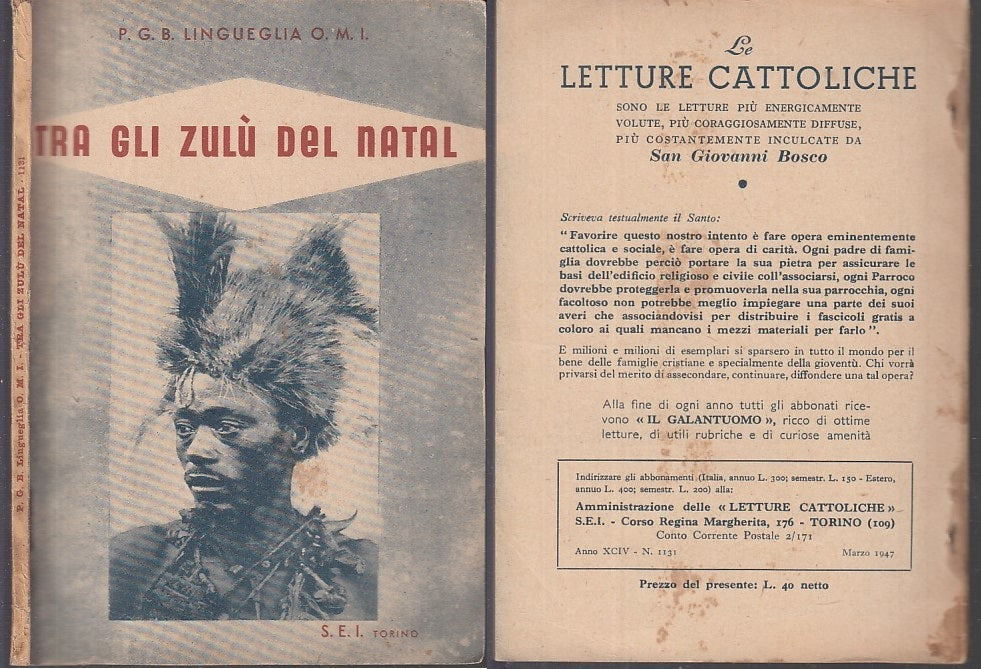 P. G. B. LINGUEGLIA O. M. I.
TRA GLI ZULÙ DEL NATAL
S. E. I. TORINO
P. G. B. Lingueglia O. M. I. - TRA GLI ZULÙ DEL NATAL - 1131
Le
LETTURE CATTOLICHE
SONO LE LETTURE PIÙ ENERGICAMENTE
VOLUTE, PIÙ CORAGGIOSAMENTE DIFFUSE,
PIÙ COSTANTEMENTE INCULCATE DA
San Giovanni Bosco
Scriveva testualmente il Santo:
“ Favorire questo nostro intento è fare opera eminentemente
cattolica e sociale, è fare opera di carità. Ogni padre di fami-
glia dovrebbe perciò portare la sua pietra per assicurare le
basi dell'edificio religioso e civile coll'associarsi, ogni Parroco
dovrebbe proteggerla e promuoverla nella sua parrocchia, ogni
facoltoso non potrebbe meglio impiegare una parte dei suoi
averi che associandovisi per distribuire i fascicoli gratis a
coloro ai quali mancano i mezzi materiali per farlo ”.
E milioni e milioni di esemplari si sparsero in tutto il mondo per il
bene delle famiglie cristiane e specialmente della gioventù. Chi vorrà
privarsi del merito di assecondare, continuare, diffondere una tal opera?
Alla fine di ogni anno tutti gli abbonati rice-
vono « IL GALANTUOMO », ricco di ottime
letture, di utili rubriche e di curiose amenità
Indirizzare gli abbonamenti (Italia, annuo L. 300; semestr. L. 150 - Estero,
annuo L. 400; semestr. L. 200) alla:
Amministrazione delle « LETTURE CATTOLICHE »
S.E.I. - Corso Regina Margherita, 176 - TORINO (109)
Conto Corrente Postale 2/171
Anno XCIV - N. 1131 Marzo 1947
Prezzo del presente: L. 40 netto